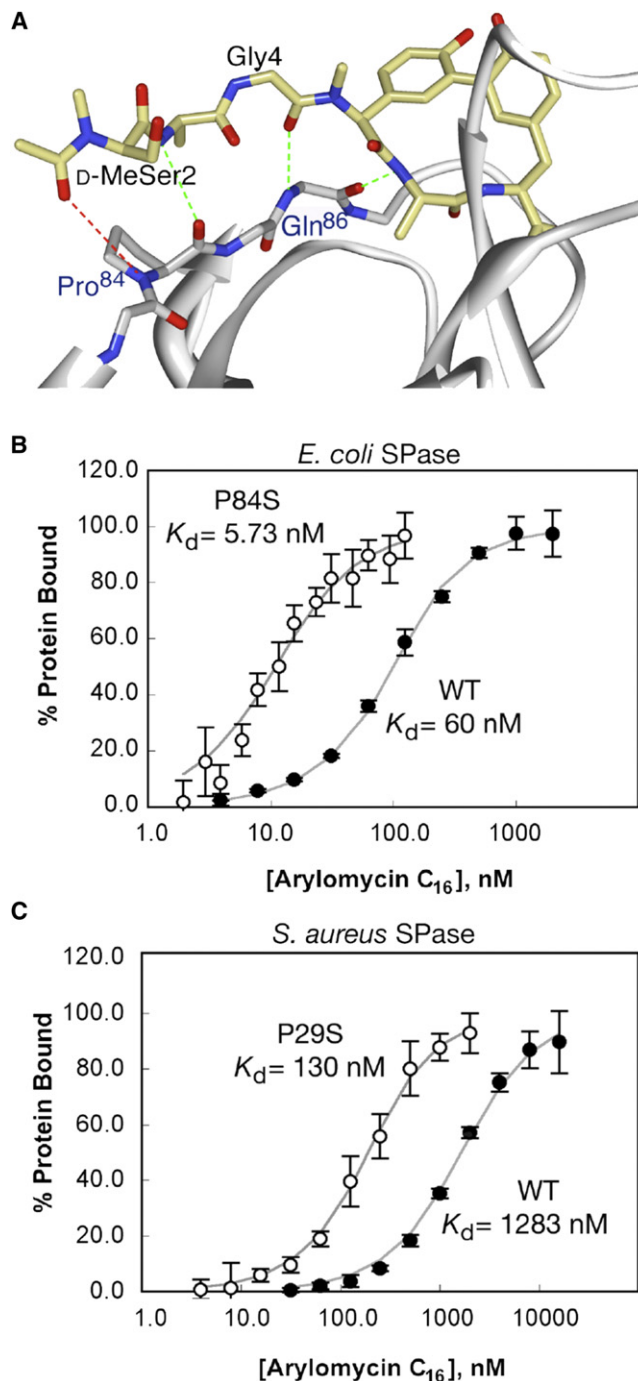 A
Gly4
D-MeSer2
Gln86
Pro84
B
E. coli SPase
120.0
100.0
80.0
60.0
40.0
20.0
0.0
% Protein Bound
P84S
Kd= 5.73 nM
WT
Kd= 60 nM
1.0
10.0
100.0
1000
[Arylomycin C16], nM
C
S. aureus SPase
120.0
100.0
80.0
60.0
40.0
20.0
0.0
% Protein Bound
P29S
Kd= 130 nM
WT
Kd= 1283 nM
1.0
10.0
100.0
1000
10000
[Arylomycin C16], nM